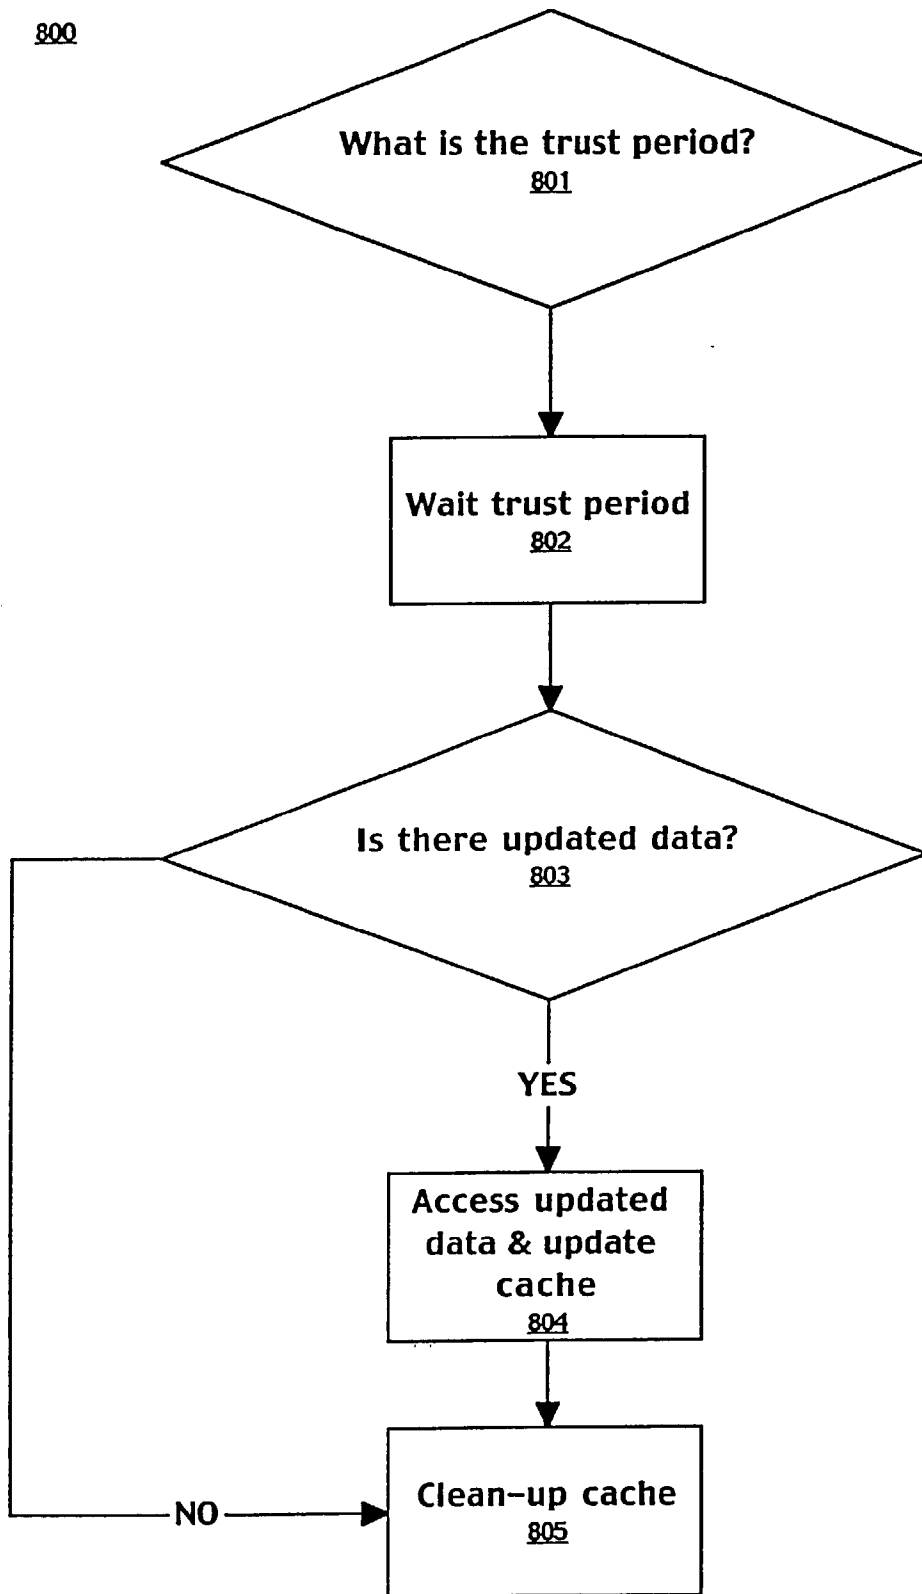 800
What is the trust period?
801
Wait trust period
802
Is there updated data?
803
YES
Access updated
data & update
cache
804
Clean-up cache
805
NO